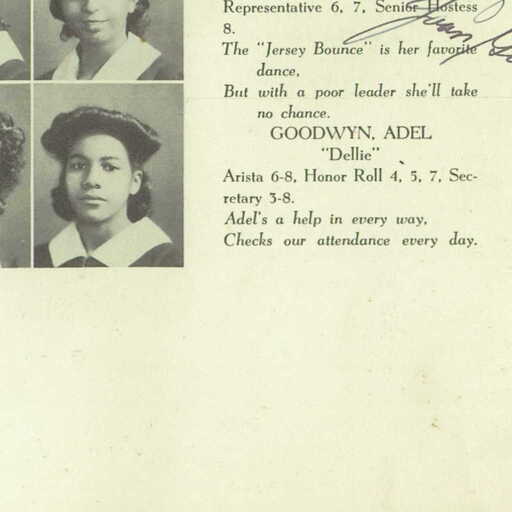 Representative 6, 7, Senior Hostess
8.
The "Jersey Bounce" is her favorite
dance,
But with a poor leader she'll take
no chance.
GOODWYN, ADEL
"Dellie"
Arista 6-8, Honor Roll 4, 5, 7, Sec-
retary 3-8.
Adel's a help in every way,
Checks our attendance every day.